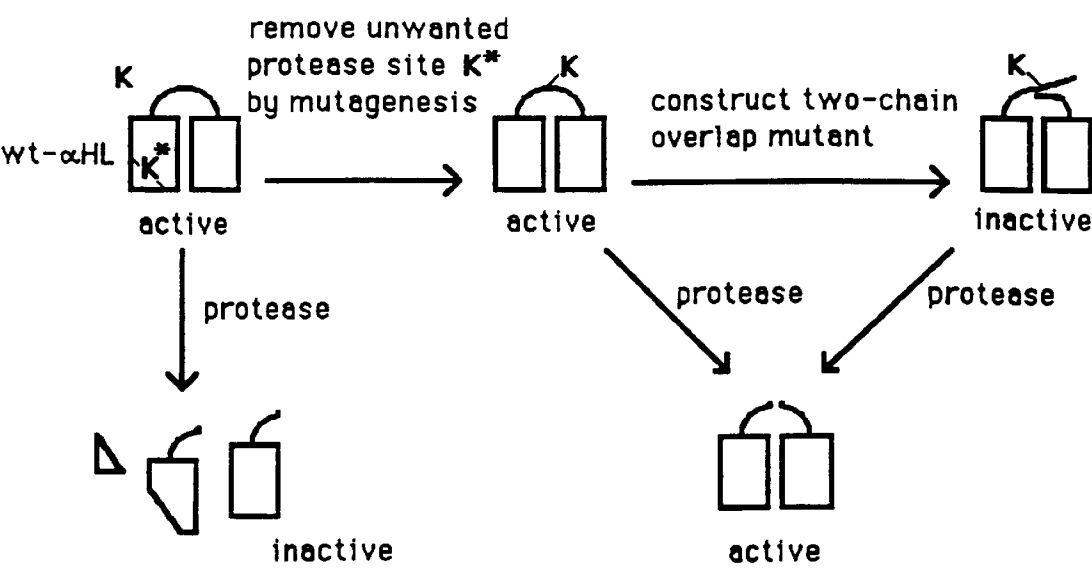 remove unwanted
protease site K*
by mutagenesis
K
K
K
construct two-chain
overlap mutant
wt-αHL
K*
active
active
inactive
protease
protease
protease
inactive
active